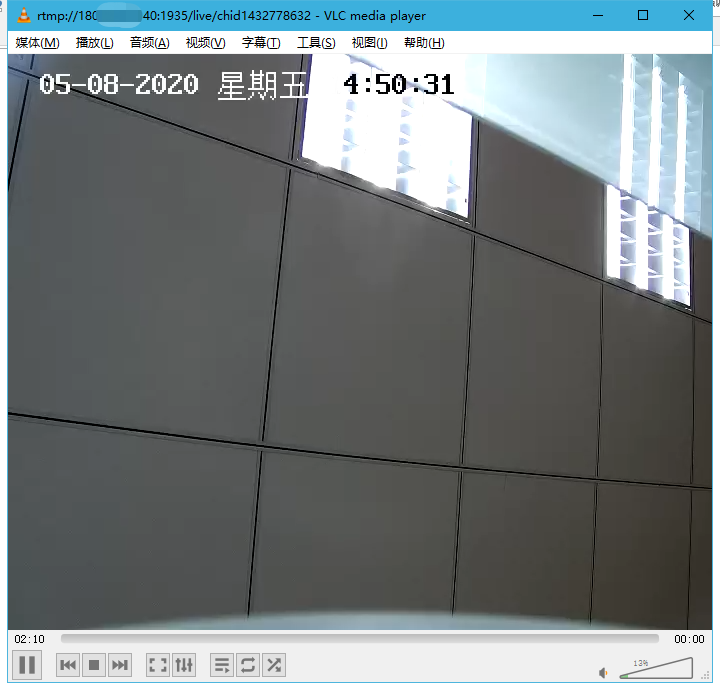 rtmp://180 40:1935/live/chid1432778632 - VLC media player
媒体(M) 播放(L) 音频(A) 视频(V) 字幕(T) 工具(S) 视图(I) 帮助(H)
05-08-2020 星期五 4:50:31
02:10 00:00
13%